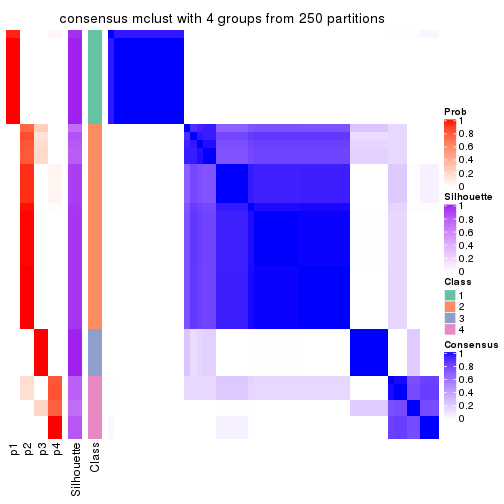 consensus mclust with 4 groups from 250 partitions
Prob
1
0.8
0.6
0.4
0.2
0
Silhouette
1
0.8
0.6
0.4
0.2
0
Class
1
2
3
4
Consensus
1
0.8
0.6
0.4
0.2
0
p1
p2
p3
p4
Silhouette
Class